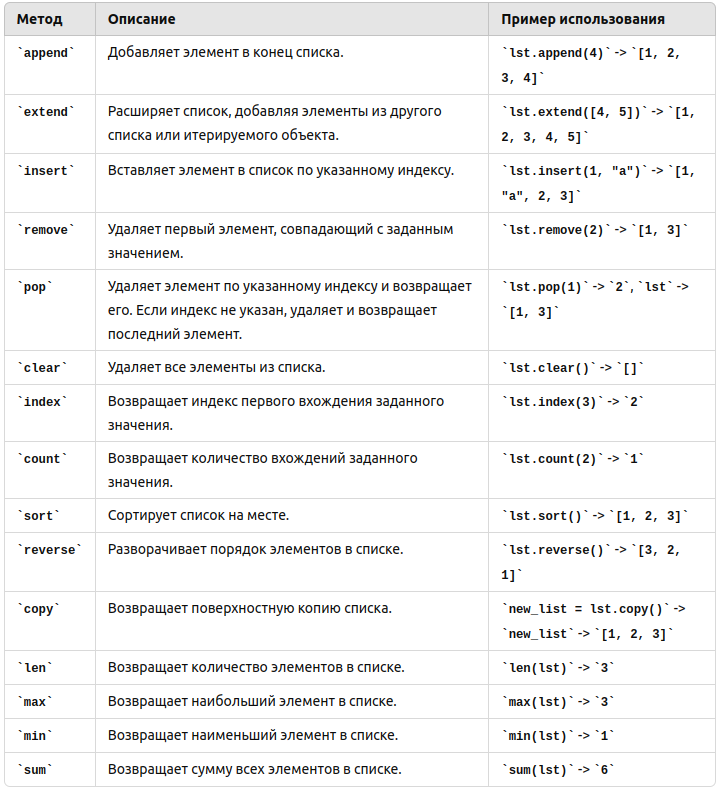 Метод Описание Пример использования
`append` Добавляет элемент в конец списка. `lst.append(4)` -> `[1, 2,
3, 4]`
`extend` Расширяет список, добавляя элементы из другого `lst.extend([4, 5])` -> `[1,
списка или итерируемого объекта. 2, 3, 4, 5]`
`insert` Вставляет элемент в список по указанному индексу. `lst.insert(1, "a")` -> `[1,
"a", 2, 3]`
`remove` Удаляет первый элемент, совпадающий с заданным `lst.remove(2)` -> `[1, 3]`
значением.
`pop` Удаляет элемент по указанному индексу и возвращает `lst.pop(1)` -> `2`, `lst` ->
его. Если индекс не указан, удаляет и возвращает `[1, 3]`
последний элемент.
`clear` Удаляет все элементы из списка. `lst.clear()` -> `[]`
`index` Возвращает индекс первого вхождения заданного `lst.index(3)` -> `2`
значения.
`count` Возвращает количество вхождений заданного `lst.count(2)` -> `1`
значения.
`sort` Сортирует список на месте. `lst.sort()` -> `[1, 2, 3]`
`reverse` Разворачивает порядок элементов в списке. `lst.reverse()` -> `[3, 2,
1]`
`copy` Возвращает поверхностную копию списка. `new_list = lst.copy()` ->
`new_list` -> `[1, 2, 3]`
`len` Возвращает количество элементов в списке. `len(lst)` -> `3`
`max` Возвращает наибольший элемент в списке. `max(lst)` -> `3`
`min` Возвращает наименьший элемент в списке. `min(lst)` -> `1`
`sum` Возвращает сумму всех элементов в списке. `sum(lst)` -> `6`